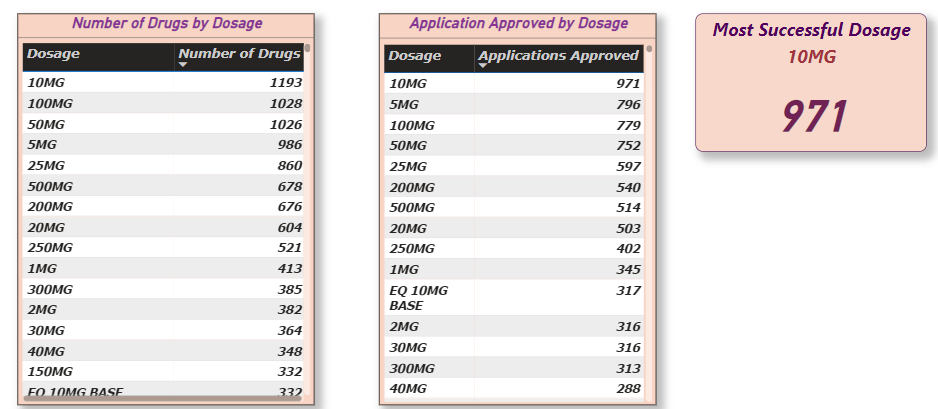 Number of Drugs by Dosage
Dosage Number of Drugs
10MG 1193
100MG 1028
50MG 1026
5MG 986
25MG 860
500MG 678
200MG 676
20MG 604
250MG 521
1MG 413
300MG 385
2MG 382
30MG 364
40MG 348
150MG 332
EQ 10MG BASE 332
Application Approved by Dosage
Dosage Applications Approved
10MG 971
5MG 796
100MG 779
50MG 752
25MG 597
200MG 540
500MG 514
20MG 503
250MG 402
1MG 345
EQ 10MG 317
BASE
2MG 316
30MG 316
300MG 313
40MG 288
Most Successful Dosage
10MG
971